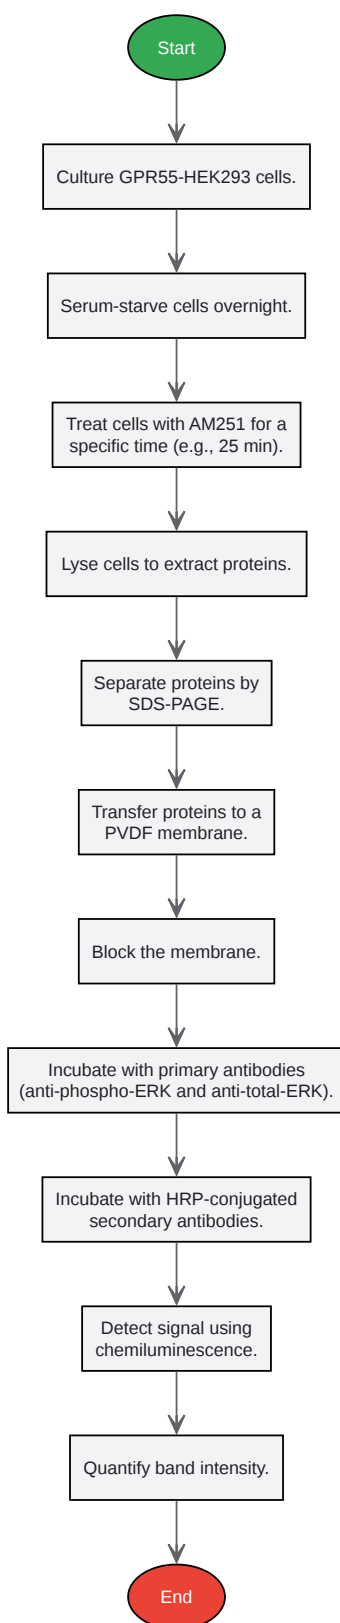 Start
Culture GPR55-HEK293 cells.
Serum-starve cells overnight.
Treat cells with AM251 for a
specific time (e.g., 25 min).
Lyse cells to extract proteins.
Separate proteins by
SDS-PAGE.
Transfer proteins to a
PVDF membrane.
Block the membrane.
Incubate with primary antibodies
(anti-phospho-ERK and anti-total-ERK).
Incubate with HRP-conjugated
secondary antibodies.
Detect signal using
chemiluminescence.
Quantify band intensity.
End